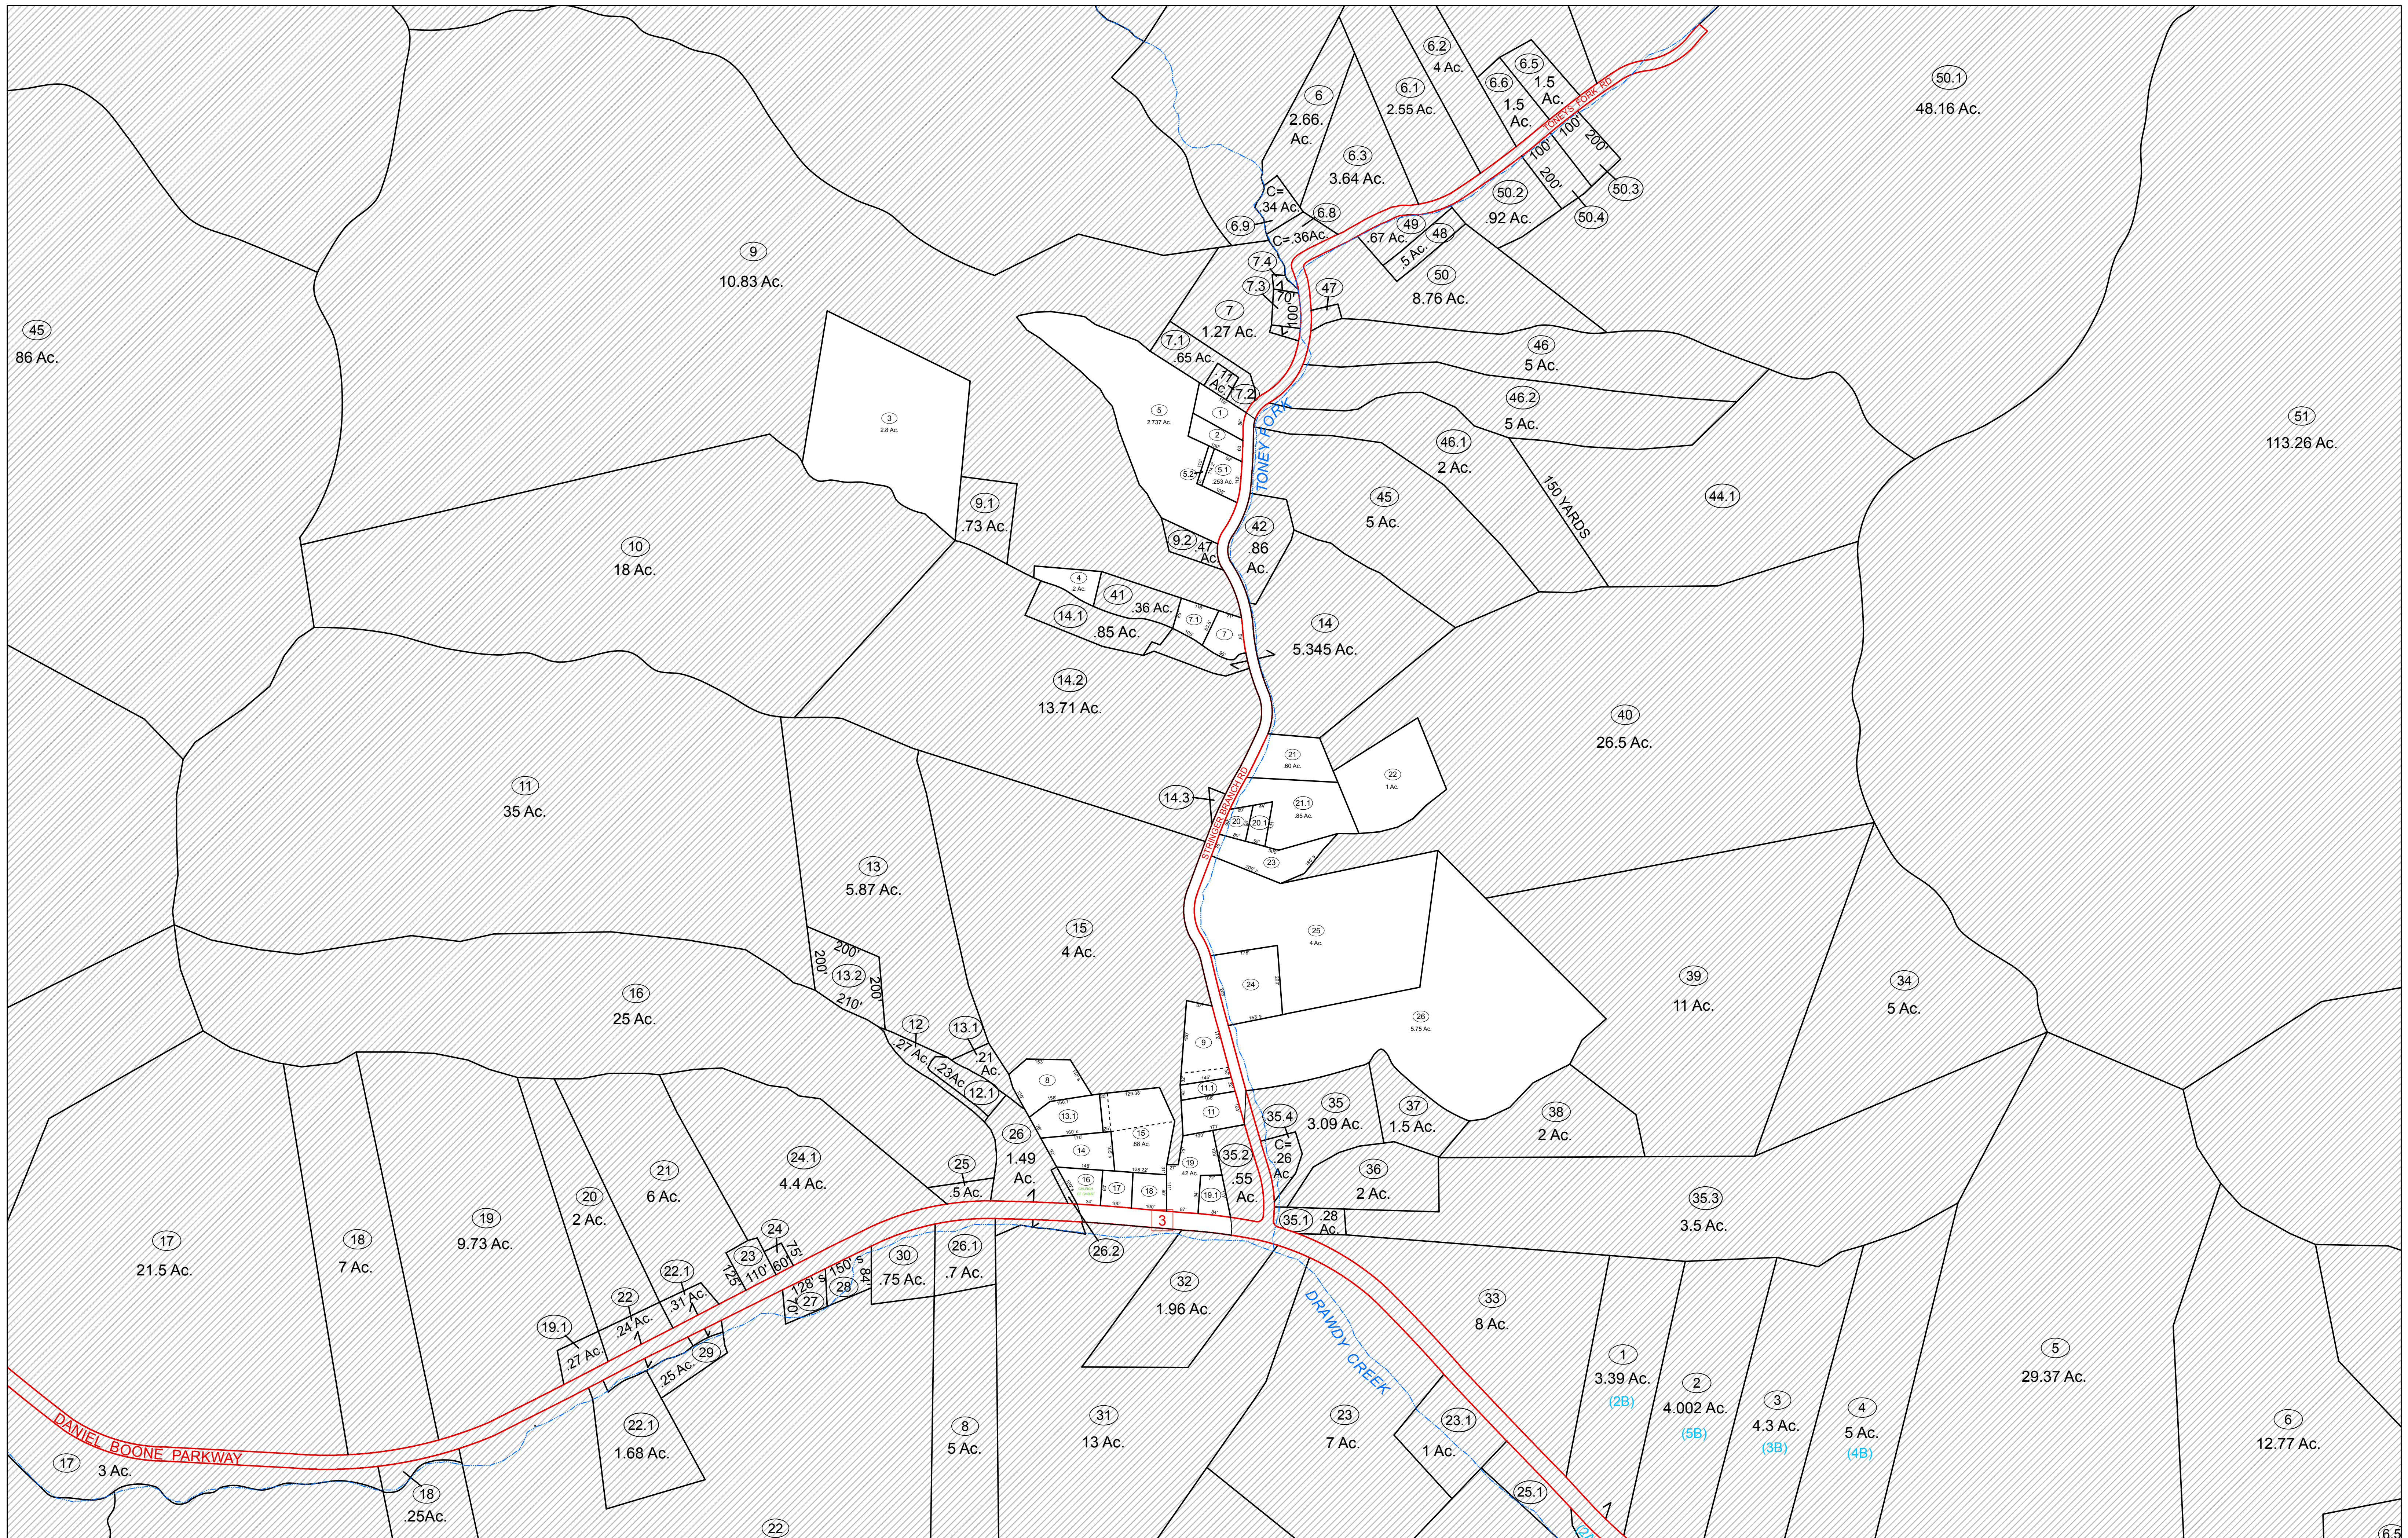 6.2
4 Ac.
6.5
1.5
Ac.
6.6
1.5
Ac.
6.1
2.55 Ac.
6
2.66.
Ac.
50.1
48.16 Ac.
TONEYS FORK RD
100'
100'
200'
200'
6.3
3.64 Ac.
50.3
50.2
.92 Ac.
50.4
C=
.34 Ac.
6.9
6.8
C=.36Ac.
49
.67 Ac.
48
.5 Ac.
9
10.83 Ac.
7.4
7.3
70'
100'
47
50
8.76 Ac.
7
1.27 Ac.
45
86 Ac.
7.1
.65 Ac.
.11
Ac.
7.2
46
5 Ac.
46.2
5 Ac.
3
2.8 Ac.
5
2.737 Ac.
1
2
5.2
5.1
.253 Ac.
TONEY FORK
46.1
2 Ac.
51
113.26 Ac.
150 YARDS
44.1
45
5 Ac.
9.1
.73 Ac.
42
.86
Ac.
9.2
.47
Ac.
10
18 Ac.
4
.2 Ac.
41
.36 Ac.
14.1
.85 Ac.
7.1
7
14
5.345 Ac.
14.2
13.71 Ac.
40
26.5 Ac.
21
.60 Ac.
22
1 Ac.
11
35 Ac.
14.3
STRINGER BRANCH RD
21.1
.85 Ac.
20
20.1
23
13
5.87 Ac.
15
4 Ac.
25
4 Ac.
200'
200'
13.2
200'
210'
16
25 Ac.
24
39
11 Ac.
34
5 Ac.
26
5.75 Ac.
12
.27 Ac.
13.1
.21
Ac.
.23Ac.
12.1
9
8
153'
11.1
11
13.1
129.38'
15
.88 Ac.
14
26
1.49
Ac.
35.4
C=
.26
Ac.
35
3.09 Ac.
37
1.5 Ac.
38
2 Ac.
35.2
.55
Ac.
19
.42 Ac.
19.1
16
CHURCH
OF CHRIST
17
18
148'
128.22'
100'
100'
87'
84'
36
2 Ac.
35.3
3.5 Ac.
35.1
.28
Ac.
3
26.2
24.1
4.4 Ac.
25
.5 Ac.
21
6 Ac.
20
2 Ac.
19
9.73 Ac.
18
7 Ac.
17
21.5 Ac.
24
75'
23
60'
110'
125'
128' s
150' s
84'
70'
27
28
30
.75 Ac.
26.1
.7 Ac.
22.1
.31 Ac.
22
.24 Ac.
19.1
.27 Ac.
29
.25 Ac.
32
1.96 Ac.
DRAWDY CREEK
33
8 Ac.
1
3.39 Ac.
(2B)
2
4.002 Ac.
(5B)
3
4.3 Ac.
(3B)
4
5 Ac.
(4B)
5
29.37 Ac.
6
12.77 Ac.
22.1
1.68 Ac.
8
5 Ac.
31
13 Ac.
23
7 Ac.
23.1
1 Ac.
25.1
DANIEL BOONE PARKWAY
17
3 Ac.
18
.25Ac.
22
6.5